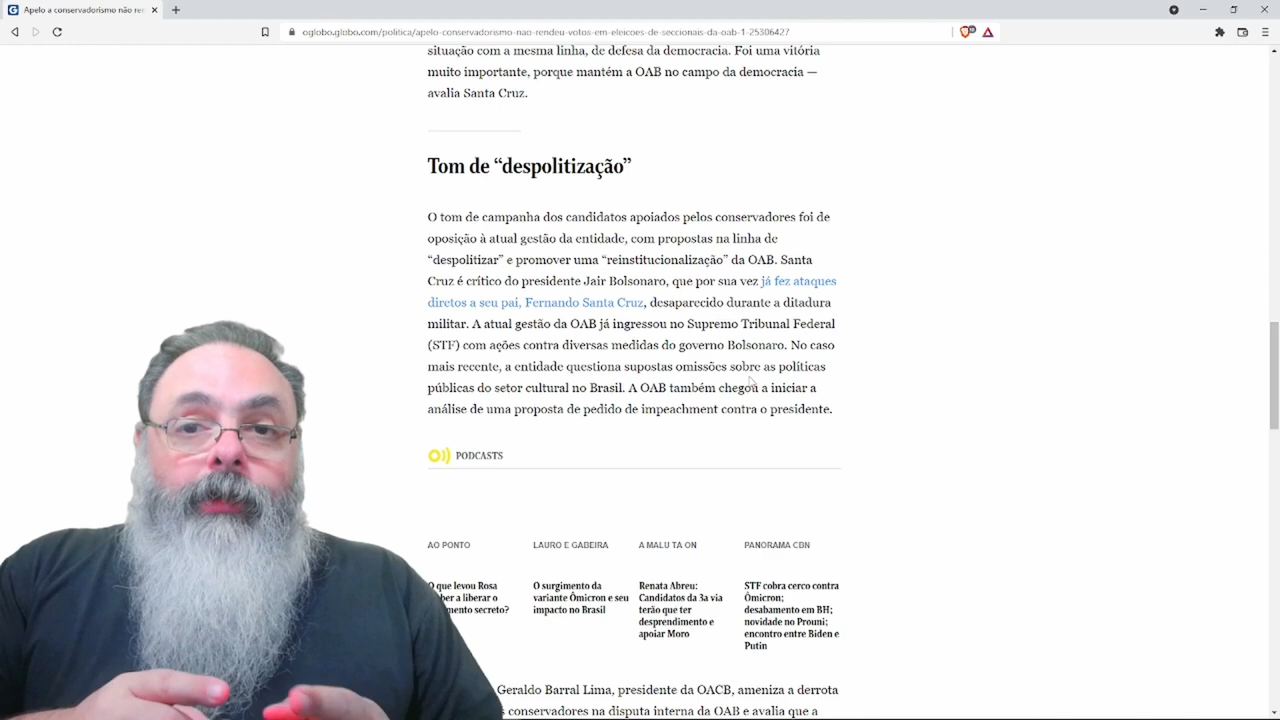 Apelo a conservadorismo não re
oglobo.globo.com/politica/apelo-conservadorismo-nao-rendeu-votos-em-eleicoes-de-seccionais-da-oab-1-25306427
situação com a mesma linha, de defesa da democracia. Foi uma vitória
muito importante, porque mantém a OAB no campo da democracia —
avalia Santa Cruz.
Tom de “despolitização”
O tom de campanha dos candidatos apoiados pelos conservadores foi de
oposição à atual gestão da entidade, com propostas na linha de
“despolitizar” e promover uma “reinstitucionalização” da OAB. Santa
Cruz é crítico do presidente Jair Bolsonaro, que por sua vez já fez ataques
diretos a seu pai, Fernando Santa Cruz, desaparecido durante a ditadura
militar. A atual gestão da OAB já ingressou no Supremo Tribunal Federal
(STF) com ações contra diversas medidas do governo Bolsonaro. No caso
mais recente, a entidade questiona supostas omissões sobre as políticas
públicas do setor cultural no Brasil. A OAB também chegou a iniciar a
análise de uma proposta de pedido de impeachment contra o presidente.
PODCASTS
AO PONTO
O que levou Rosa
ber a liberar o
mento secreto?
LAURO E GABEIRA
O surgimento da
variante Ômicron e seu
impacto no Brasil
A MALU TA ON
Renata Abreu:
Candidatos da 3a via
terão que ter
desprendimento e
apoiar Moro
PANORAMA CBN
STF cobra cerco contra
Ômicron;
desabamento em BH;
novidade no Prouni;
encontro entre Biden e
Putin
Geraldo Barral Lima, presidente da OACB, ameniza a derrota
s conservadores na disputa interna da OAB e avalia que a